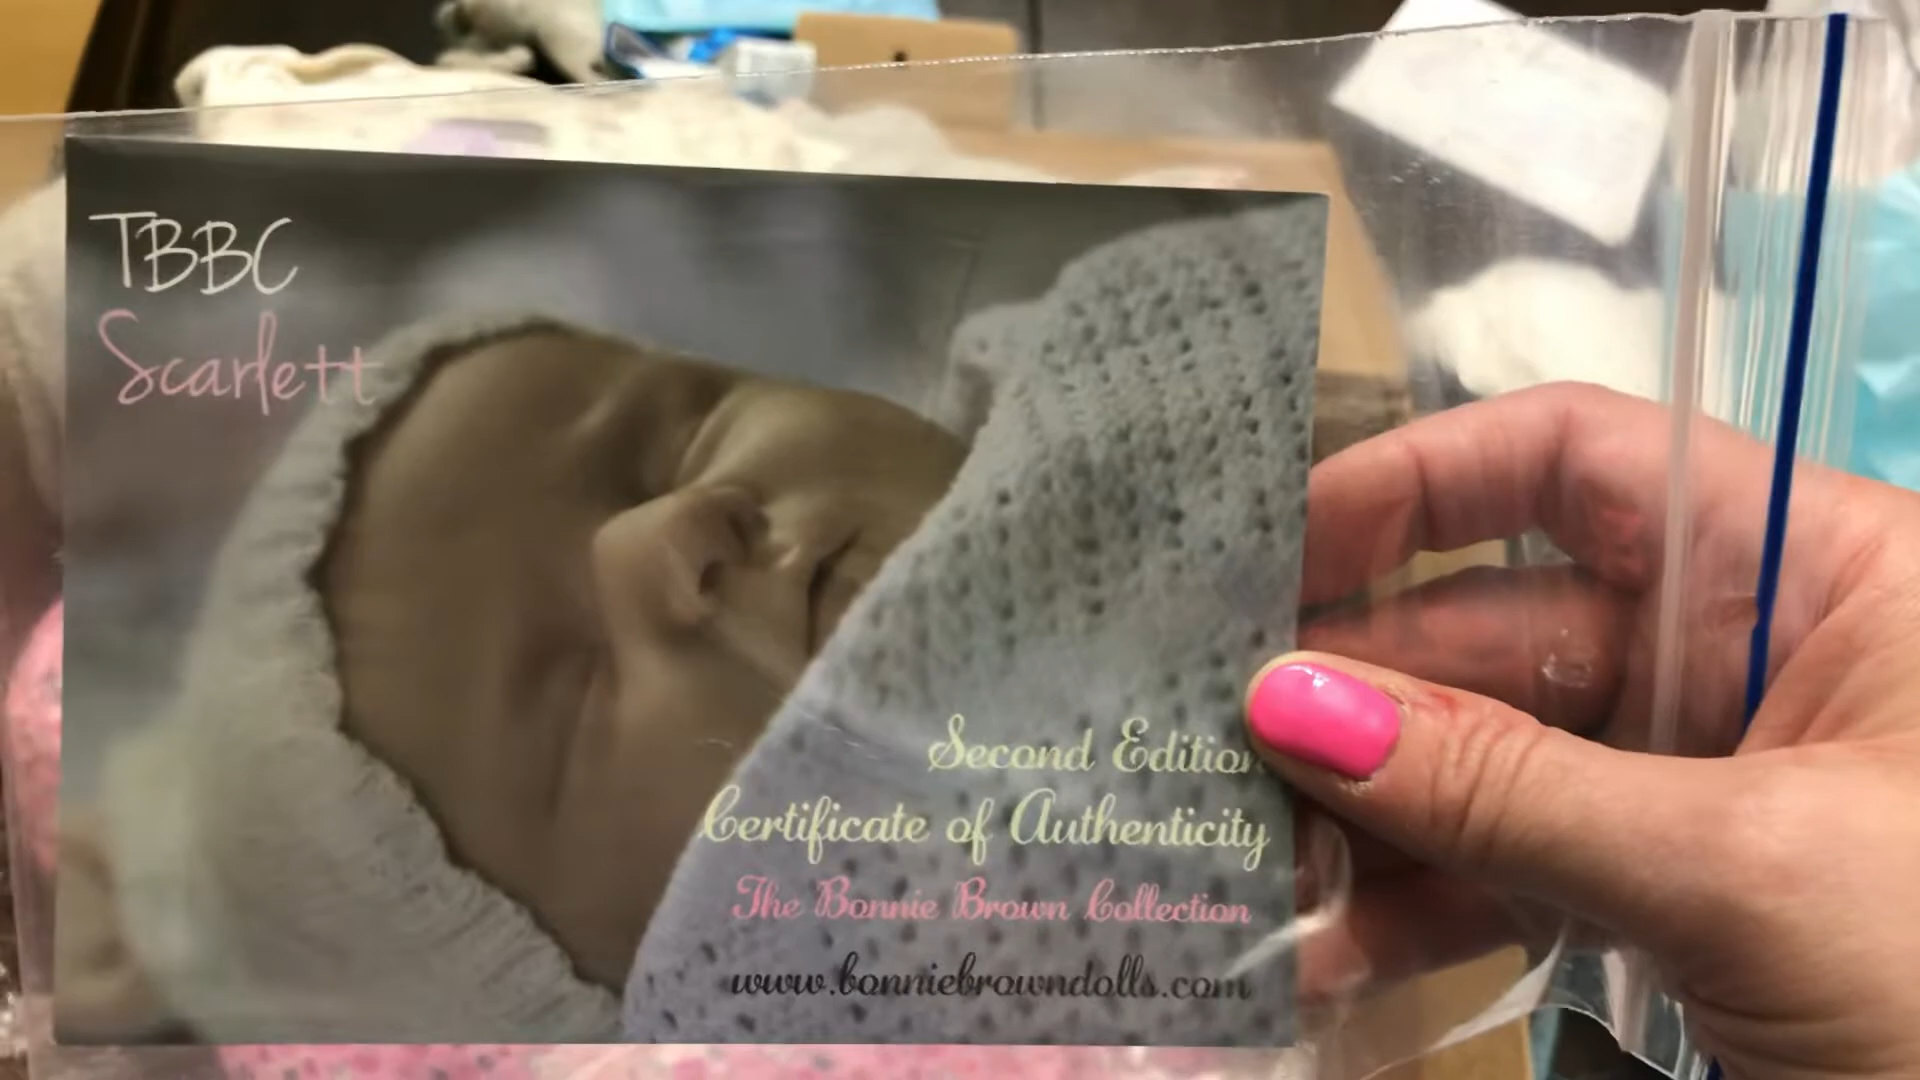 TBBC
Scarlett
Second Edition
Certificate of Authenticity
The Bonnie Brown Collection
www.bonniebrowndolls.com